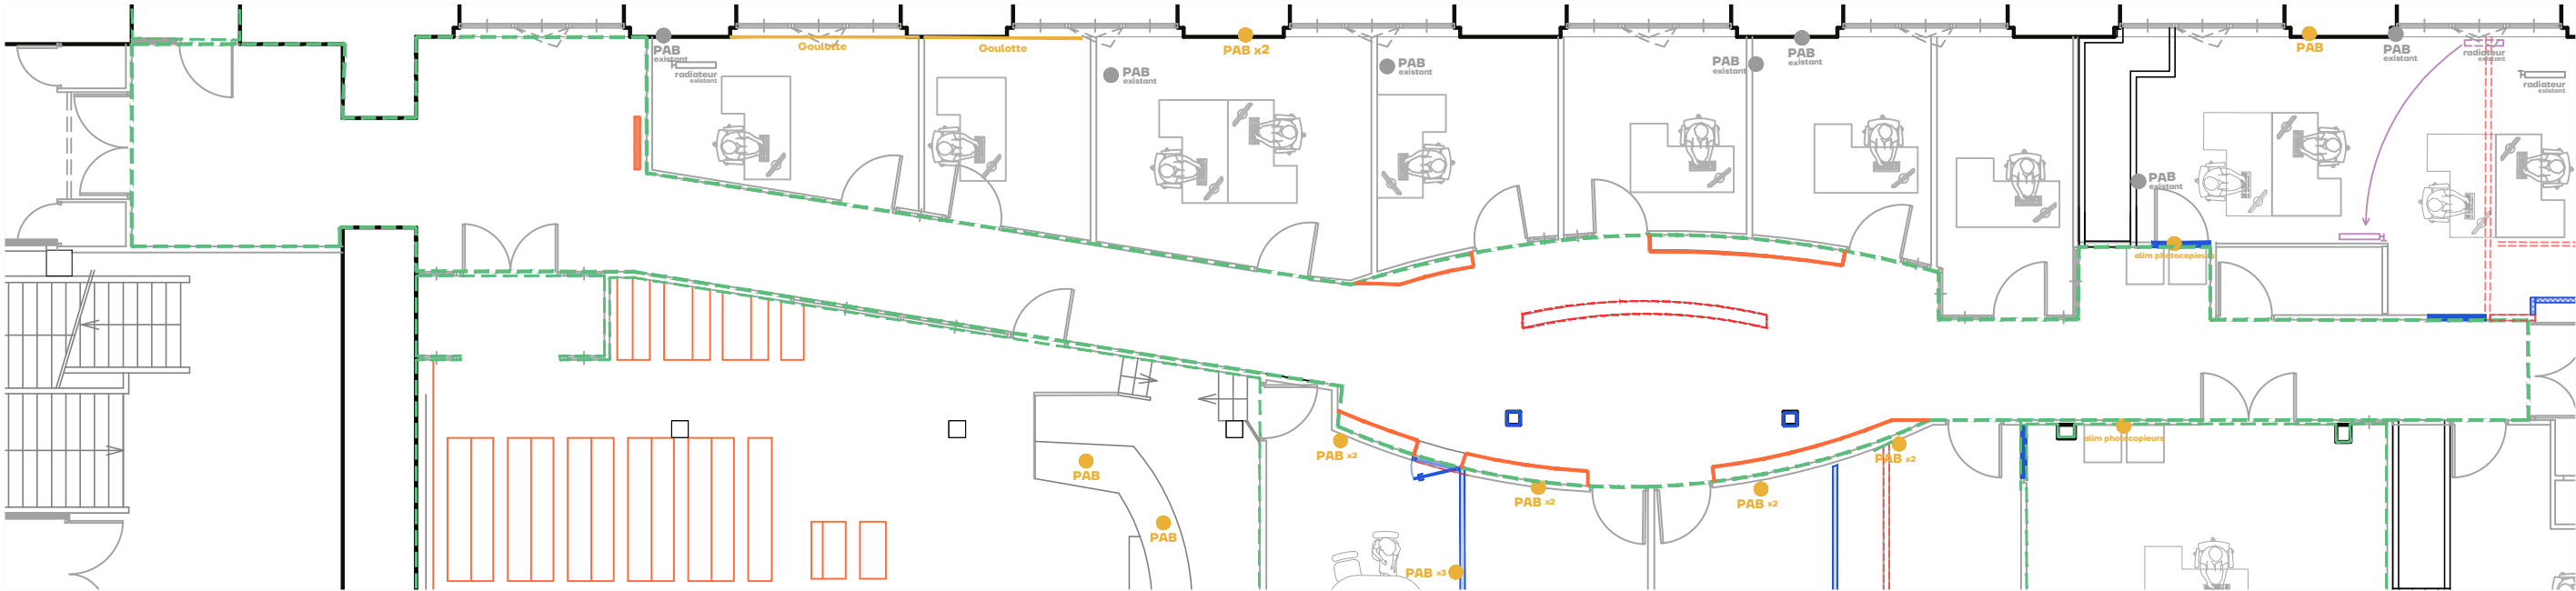 PAB
existant
radiateur
existant
Goulotte
Goulotte
PAB
existant
PAB x2
PAB
existant
PAB
existant
PAB
existant
PAB
PAB
existant
radiateur
existant
radiateur
existant
PAB
existant
alim photocopieurs
PAB
PAB
PAB x2
PAB x3
PAB x2
PAB x2
PAB x2
alim photocopieurs